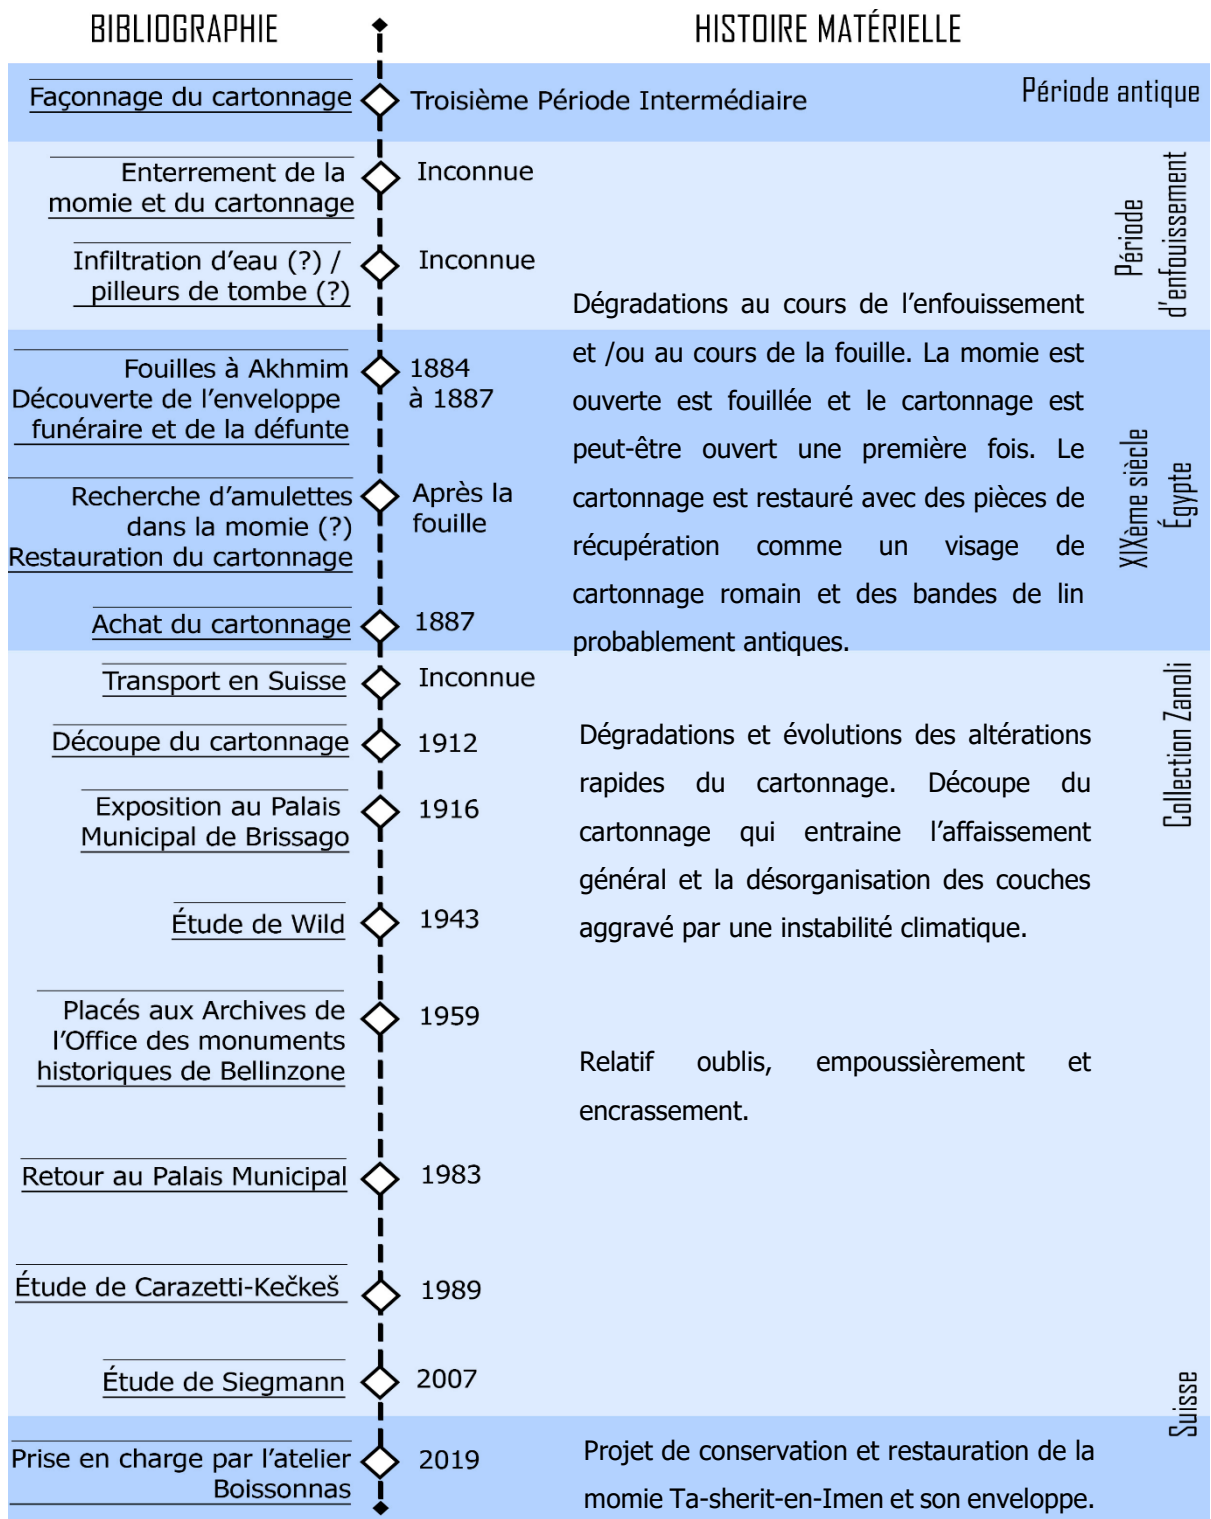 BIBLIOGRAPHIE
HISTOIRE MATÉRIELLE
Façonnage du cartonnage
Troisième Période Intermédiaire
Période antique
Enterrement de la
momie et du cartonnage
Inconnue
Infiltration d'eau (?) /
pilleurs de tombe (?)
Inconnue
Période
d'enfouissement
Fouilles à Akhmim
Découverte de l'enveloppe
funéraire et de la défunte
1884
à 1887
Recherche d'amulettes
dans la momie (?)
Restauration du cartonnage
Après la
fouille
Achat du cartonnage
1887
Dégradations au cours de l'enfouissement
et /ou au cours de la fouille. La momie est
ouverte est fouillée et le cartonnage est
peut-être ouvert une première fois. Le
cartonnage est restauré avec des pièces de
récupération comme un visage de
cartonnage romain et des bandes de lin
probablement antiques.
XIXème siècle
Égypte
Transport en Suisse
Inconnue
Découpe du cartonnage
1912
Exposition au Palais
Municipal de Brissago
1916
Étude de Wild
1943
Dégradations et évolutions des altérations
rapides du cartonnage. Découpe du
cartonnage qui entraine l'affaissement
général et la désorganisation des couches
aggravé par une instabilité climatique.
Collection Zanoli
Placés aux Archives de
l'Office des monuments
historiques de Bellinzone
1959
Relatif oublis, empoussièrement et
encrassement.
Retour au Palais Municipal
1983
Étude de Carazetti-Kečkeš
1989
Étude de Siegmann
2007
Suisse
Prise en charge par l'atelier
Boissonnas
2019
Projet de conservation et restauration de la
momie Ta-sherit-en-Imen et son enveloppe.